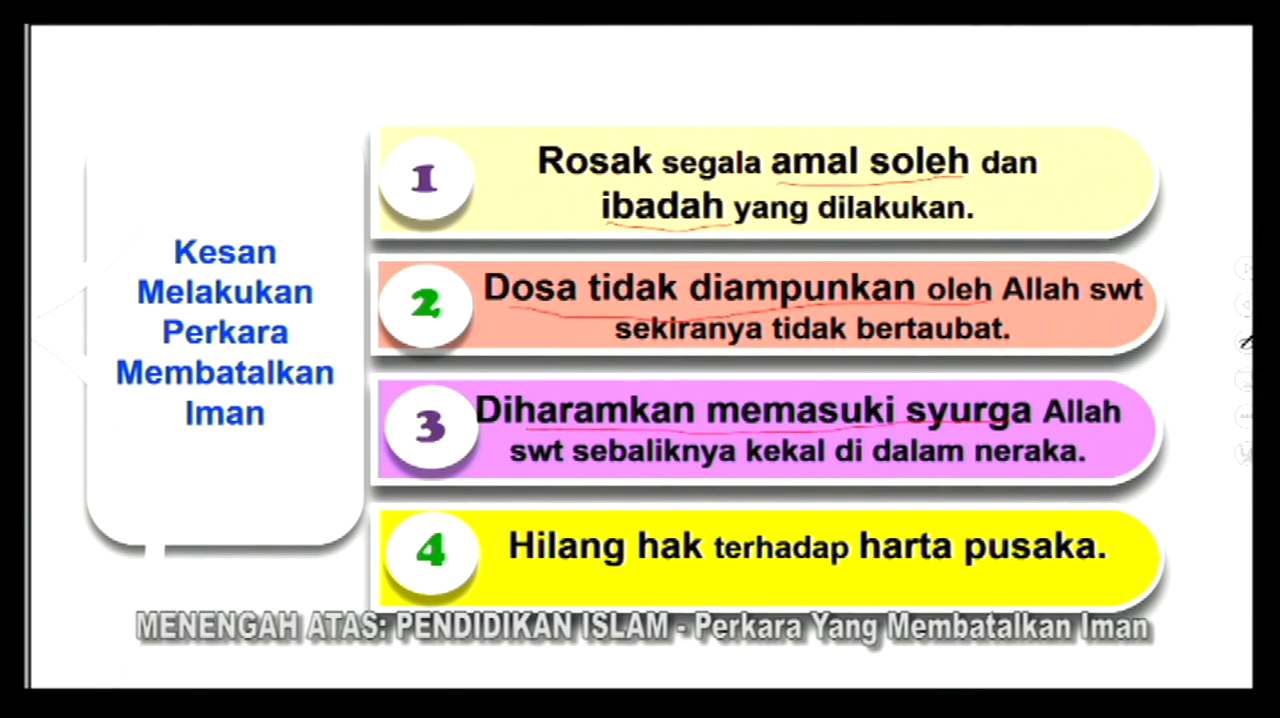 Kesan
Melakukan
Perkara
Membatalkan
Iman
1
Rosak segala amal soleh dan
ibadah yang dilakukan.
2
Dosa tidak diampunkan oleh Allah swt
sekiranya tidak bertaubat.
3
Diharamkan memasuki syurga Allah
swt sebaliknya kekal di dalam neraka.
4
Hilang hak terhadap harta pusaka.
MENENGAH ATAS: PENDIDIKAN ISLAM - Perkara Yang Membatalkan Iman